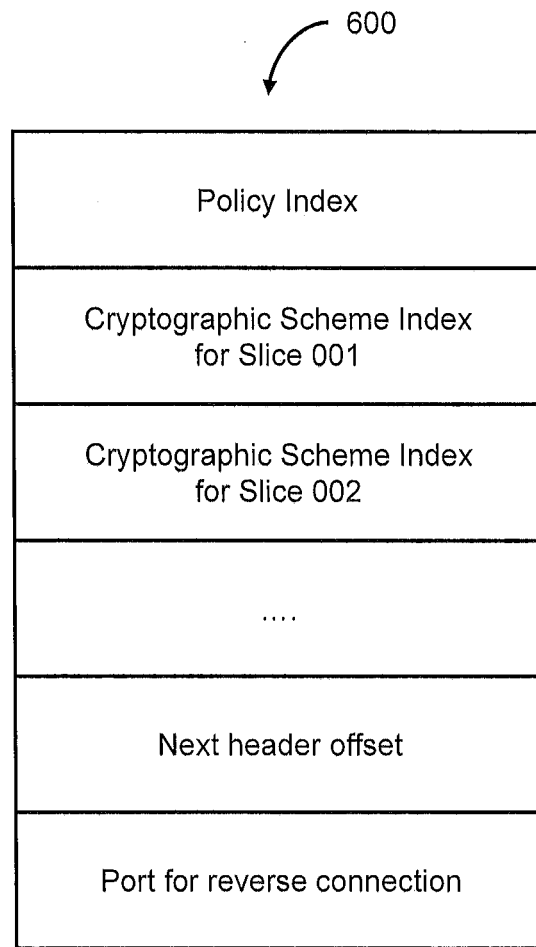 600
Policy Index
Cryptographic Scheme Index
for Slice 001
Cryptographic Scheme Index
for Slice 002
....
Next header offset
Port for reverse connection